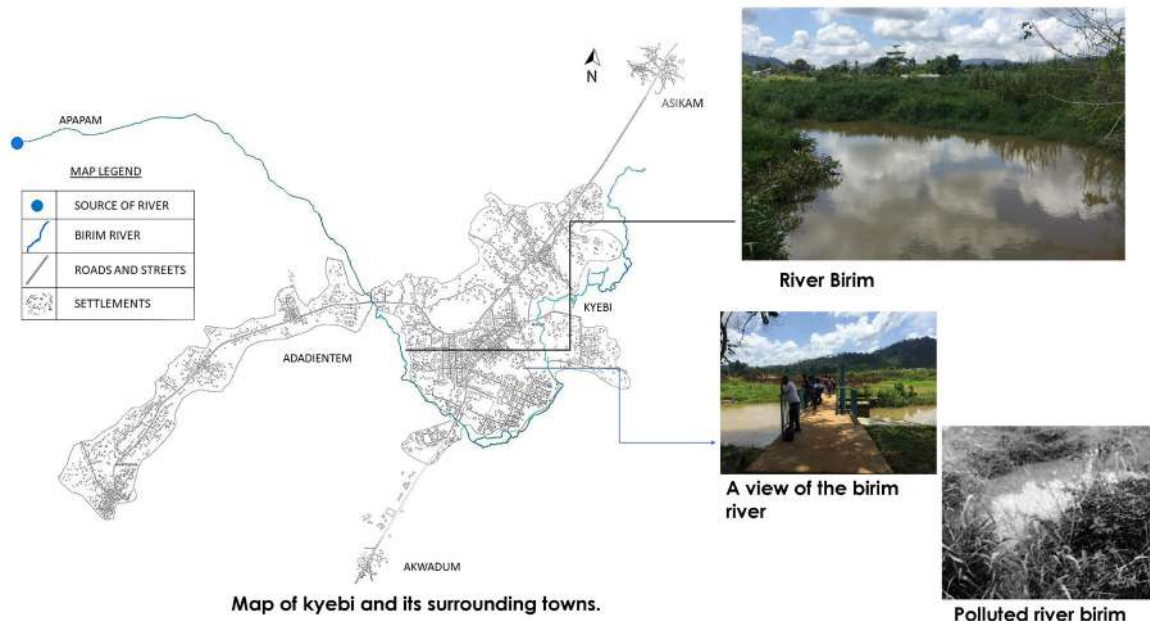 N
ASIKAM
APAPAM
MAP LEGEND
SOURCE OF RIVER
BIRIM RIVER
ROADS AND STREETS
SETTLEMENTS
KYEBI
ADADIENTEM
AKWADUM
Map of kyebi and its surrounding towns.
River Birim
A view of the birim
river
Polluted river birim